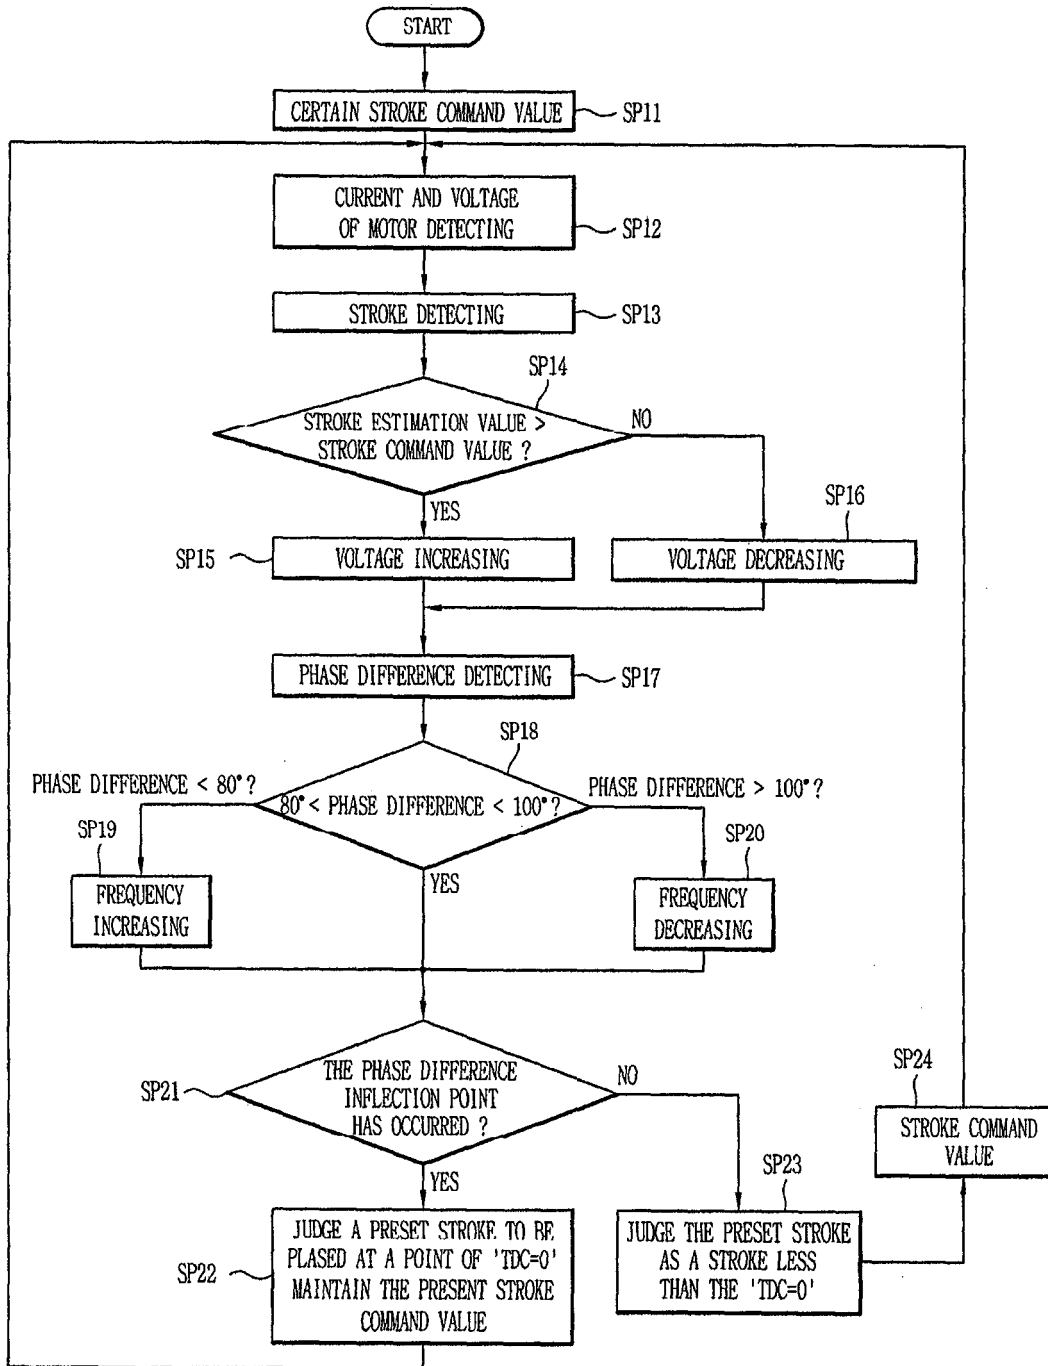 START
CERTAIN STROKE COMMAND VALUE
SP11
CURRENT AND VOLTAGE
OF MOTOR DETECTING
SP12
STROKE DETECTING
SP13
SP14
STROKE ESTIMATION VALUE >
STROKE COMMAND VALUE ?
NO
YES
SP15
VOLTAGE INCREASING
SP16
VOLTAGE DECREASING
PHASE DIFFERENCE DETECTING
SP17
SP18
PHASE DIFFERENCE < 80°?
80°< PHASE DIFFERENCE < 100°?
PHASE DIFFERENCE > 100°?
SP19
FREQUENCY
INCREASING
YES
SP20
FREQUENCY
DECREASING
SP21
THE PHASE DIFFERENCE
INFLECTION POINT
HAS OCCURRED ?
NO
YES
SP24
STROKE COMMAND
VALUE
SP22
JUDGE A PRESET STROKE TO BE
PLASED AT A POINT OF 'TDC=0'
MAINTAIN THE PRESENT STROKE
COMMAND VALUE
SP23
JUDGE THE PRESET STROKE
AS A STROKE LESS
THAN THE 'TDC=0'